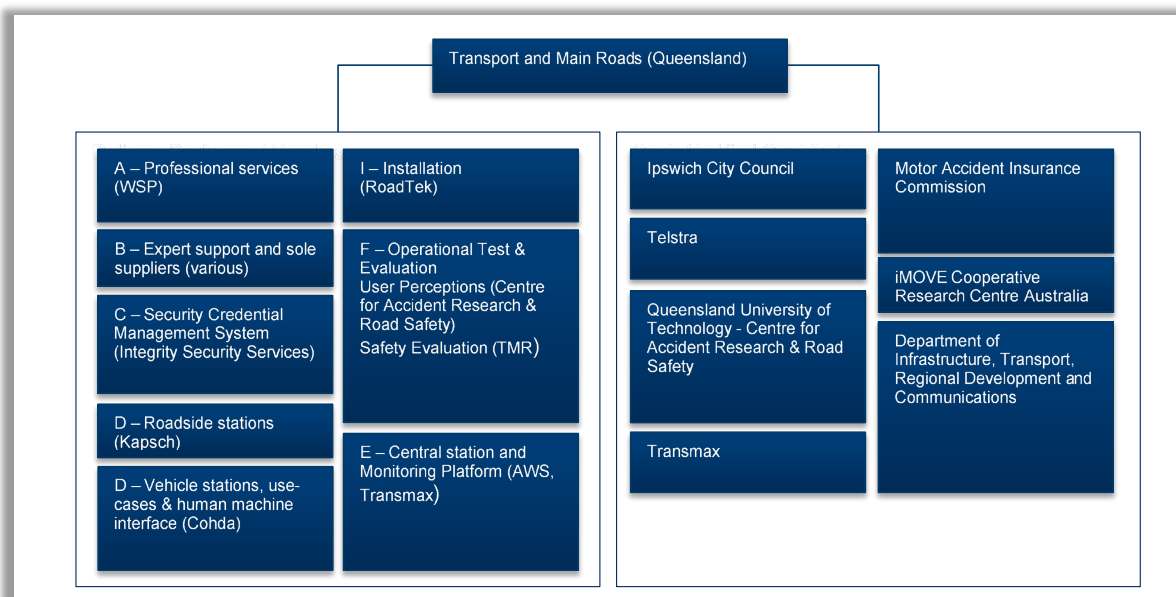 Transport and Main Roads (Queensland)
A – Professional services
(WSP)
B – Expert support and sole
suppliers (various)
C – Security Credential
Management System
(Integrity Security Services)
D – Roadside stations
(Kapsch)
D – Vehicle stations, use-
cases & human machine
interface (Cohda)
I – Installation
(RoadTek)
F – Operational Test &
Evaluation
User Perceptions (Centre
for Accident Research &
Road Safety)
Safety Evaluation (TMR)
E – Central station and
Monitoring Platform (AWS,
Transmax)
Ipswich City Council
Telstra
Queensland University of
Technology - Centre for
Accident Research & Road
Safety
Transmax
Motor Accident Insurance
Commission
iMOVE Cooperative
Research Centre Australia
Department of
Infrastructure, Transport,
Regional Development and
Communications